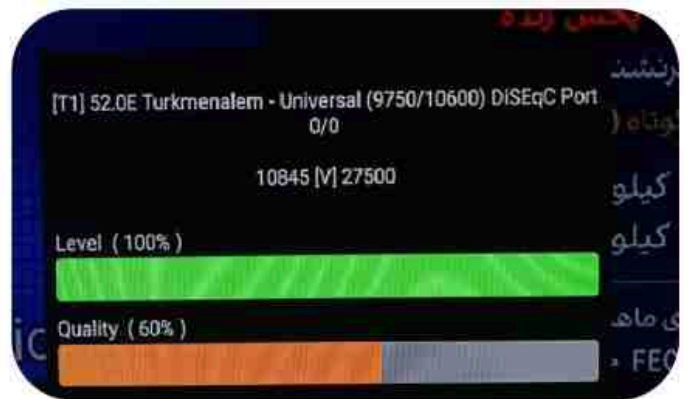 پخش زنده
[T1] 52.0E Turkmenalem - Universal (9750/10600) DiSEqC Port
0/0
10845 [V] 27500
کیلو
کیلو
Level ( 100% )
Quality ( 60% )
ی ماه
FEC